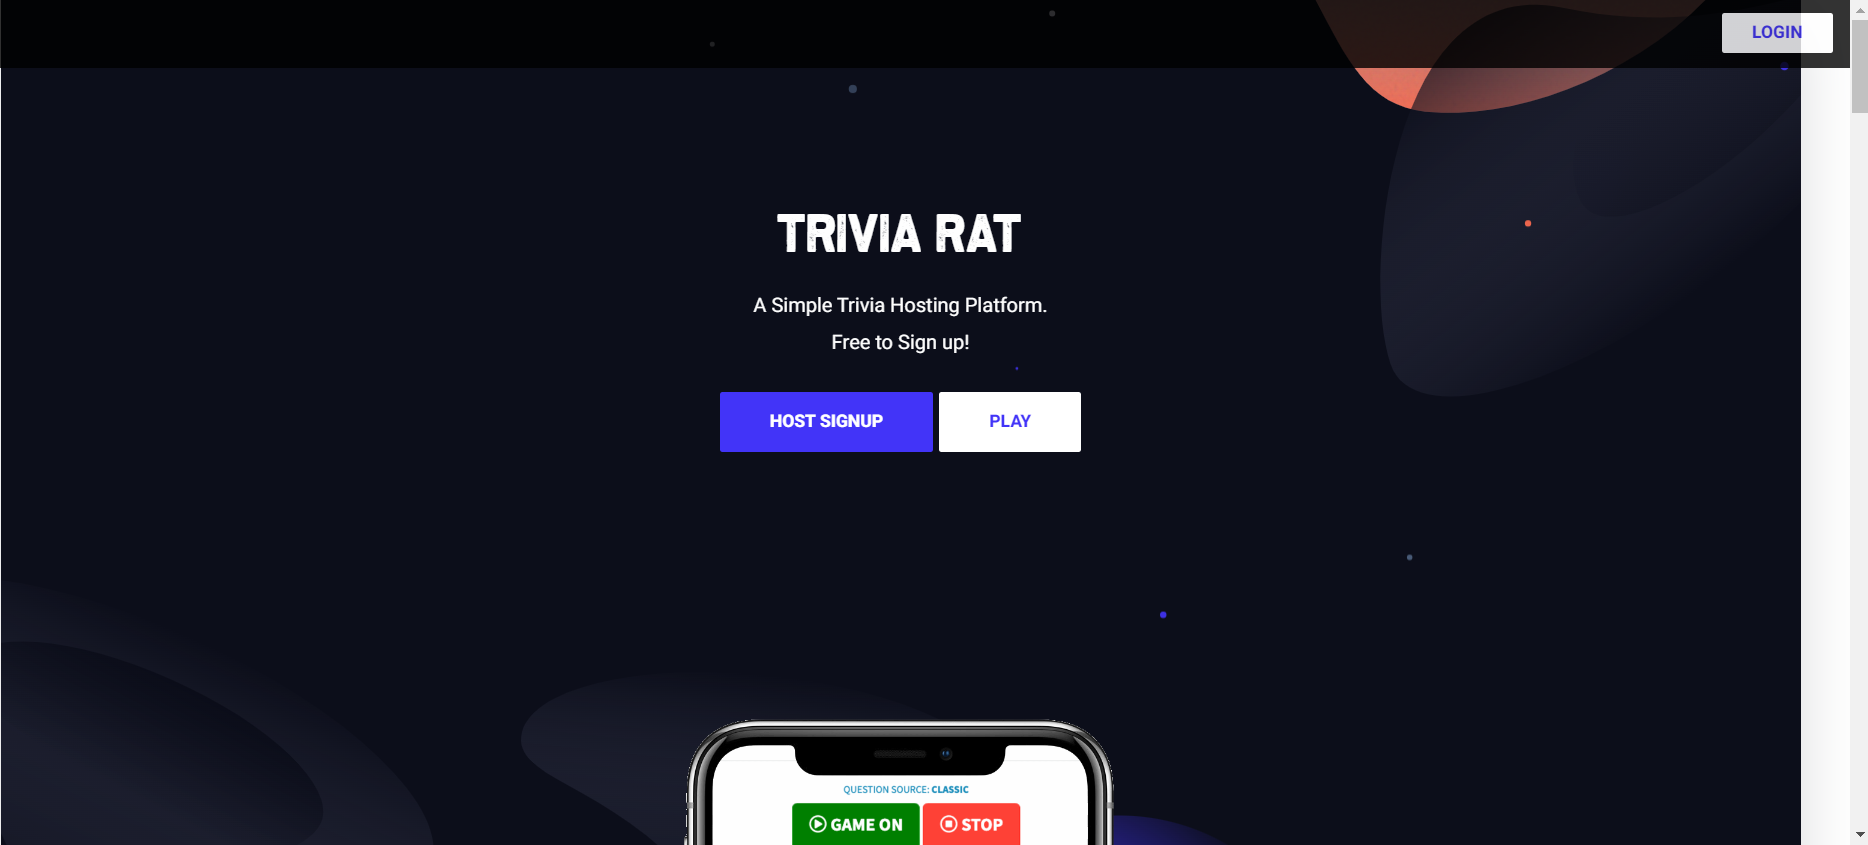 LOGIN
TRIVIA RAT
A Simple Trivia Hosting Platform.
Free to Sign up!
HOST SIGNUP
PLAY
QUESTION SOURCE: CLASSIC
GAME ON
STOP